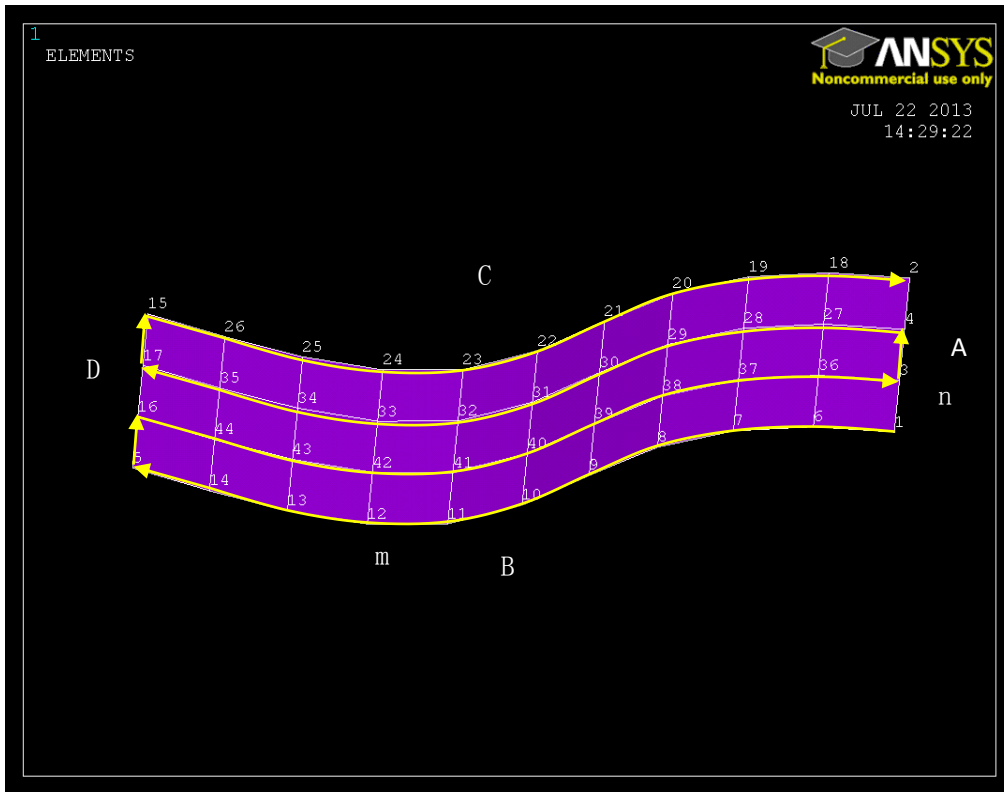 1
ELEMENTS
ANSYS
Noncommercial use only
JUL 22 2013
14:29:22
C
15 26 25 24 23 22 21 20 19 18 2
D
A
17 35 34 33 32 31 30 29 28 27 4
n
16 44 43 42 41 40 39 38 37 36 3
5 14 13 12 11 10 9 8 7 6 1
m
B